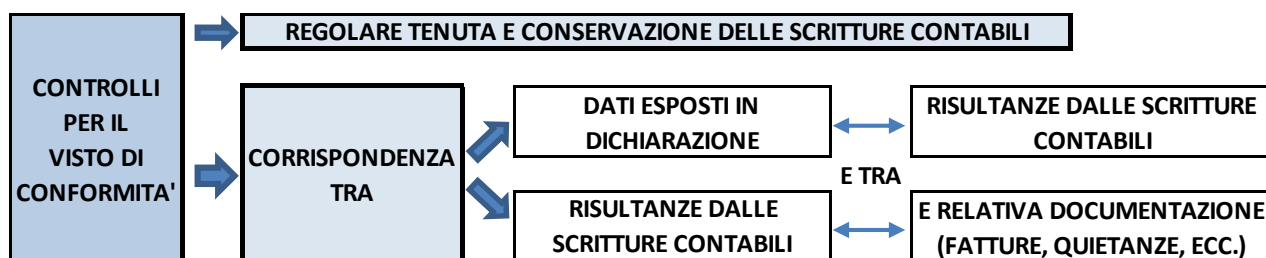 REGOLARE TENUTA E CONSERVAZIONE DELLE SCRITTURE CONTABILI
CONTROLLI
PER IL
VISTO DI
CONFORMITA'
CORRISPONDENZA
TRA
DATI ESPOSTI IN
DICHIARAZIONE
RISULTANZE DALLE SCRITTURE
CONTABILI
E TRA
RISULTANZE DALLE
SCRITTURE CONTABILI
E RELATIVA DOCUMENTAZIONE
(FATTURE, QUIETANZE, ECC.)